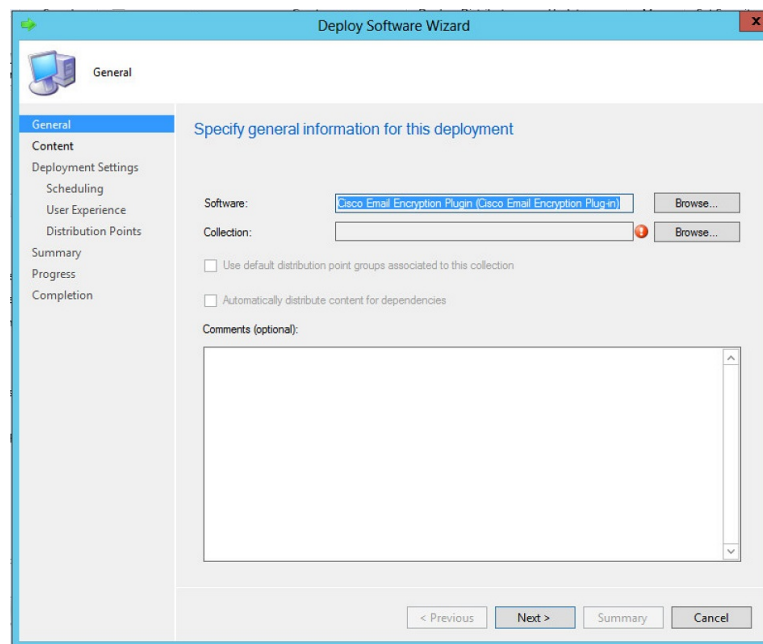 Deploy Software Wizard
x
General
General
Content
Deployment Settings
Scheduling
User Experience
Distribution Points
Summary
Progress
Completion
Specify general information for this deployment
Software:
Cisco Email Encryption Plugin (Cisco Email Encryption Plug-in)
Browse...
Collection:
Browse...
Use default distribution point groups associated to this collection
Automatically distribute content for dependencies
Comments (optional):
< Previous
Next >
Summary
Cancel